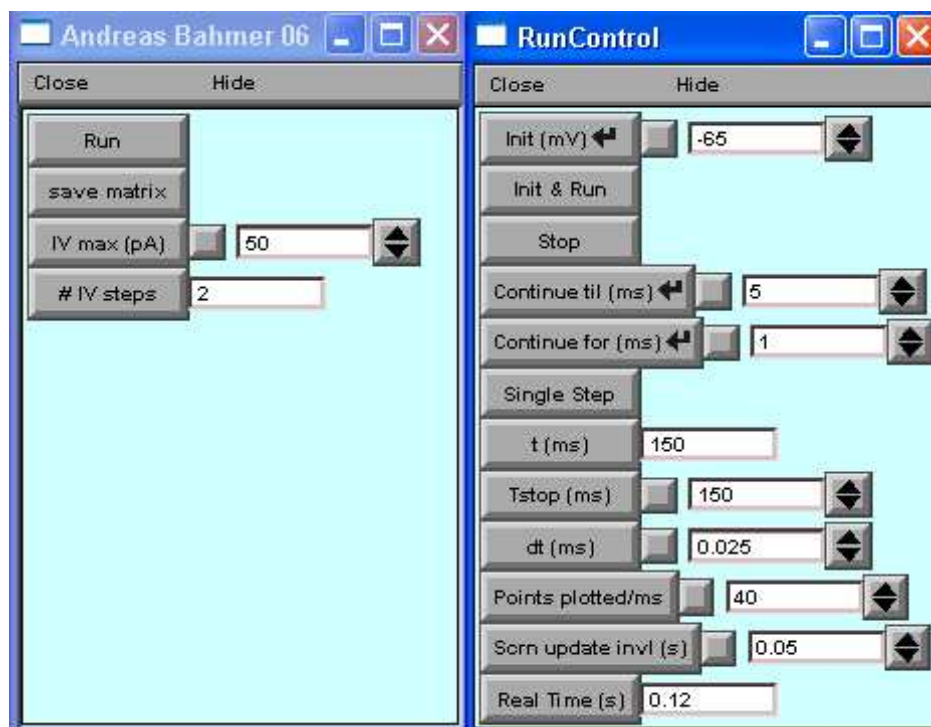 Andreas Bahmer 06
Close Hide
Run
save matrix
IV max (pA) 50
# IV steps 2
RunControl
Close Hide
Init (mV) -65
Init & Run
Stop
Continue til (ms) 5
Continue for (ms) 1
Single Step
t (ms) 150
Tstop (ms) 150
dt (ms) 0.025
Points plotted/ms 40
Scrn update invl (s) 0.05
Real Time (s) 0.12